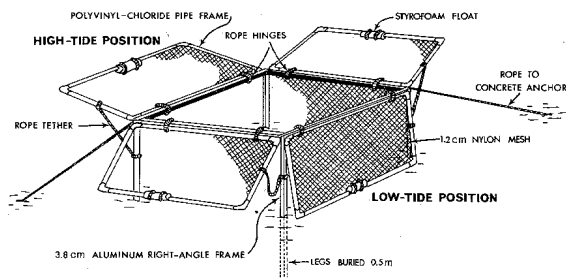 POLYVINYL-CHLORIDE PIPE FRAME
STYROFOAM FLOAT
HIGH-TIDE POSITION
ROPE HINGES
ROPE TO
CONCRETE ANCHOR
ROPE TETHER
1.2 cm NYLON MESH
LOW-TIDE POSITION
3.8 cm ALUMINUM RIGHT-ANGLE FRAME
LEGS BURIED 0.5 m